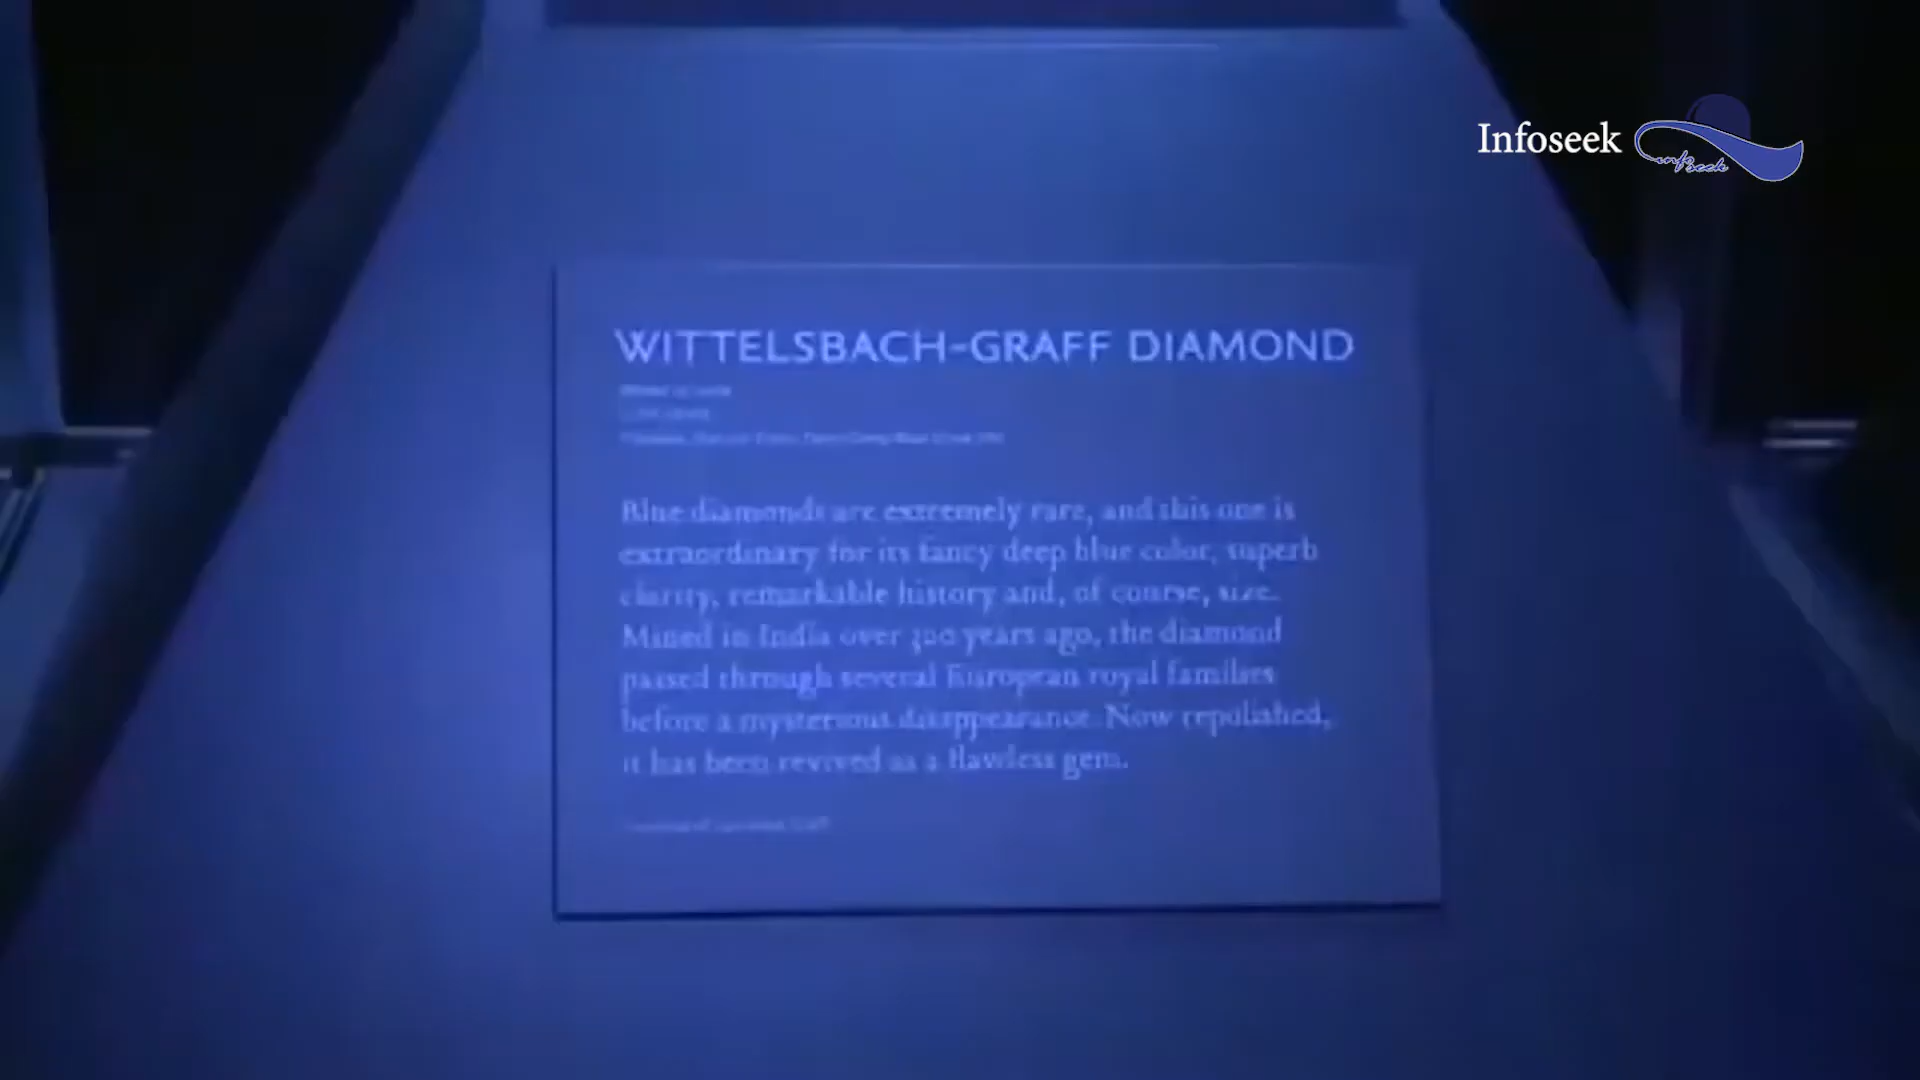 Infoseek
info seek
WITTELSBACH-GRAFF DIAMOND
Blue diamonds are extremely rare, and this one is
extraordinary for its fancy deep blue color, superb
clarity, remarkable history and, of course, size.
Mined in India over 300 years ago, the diamond
passed through several European royal families
before a mysterious disappearance. Now repolished,
it has been revived as a flawless gem.